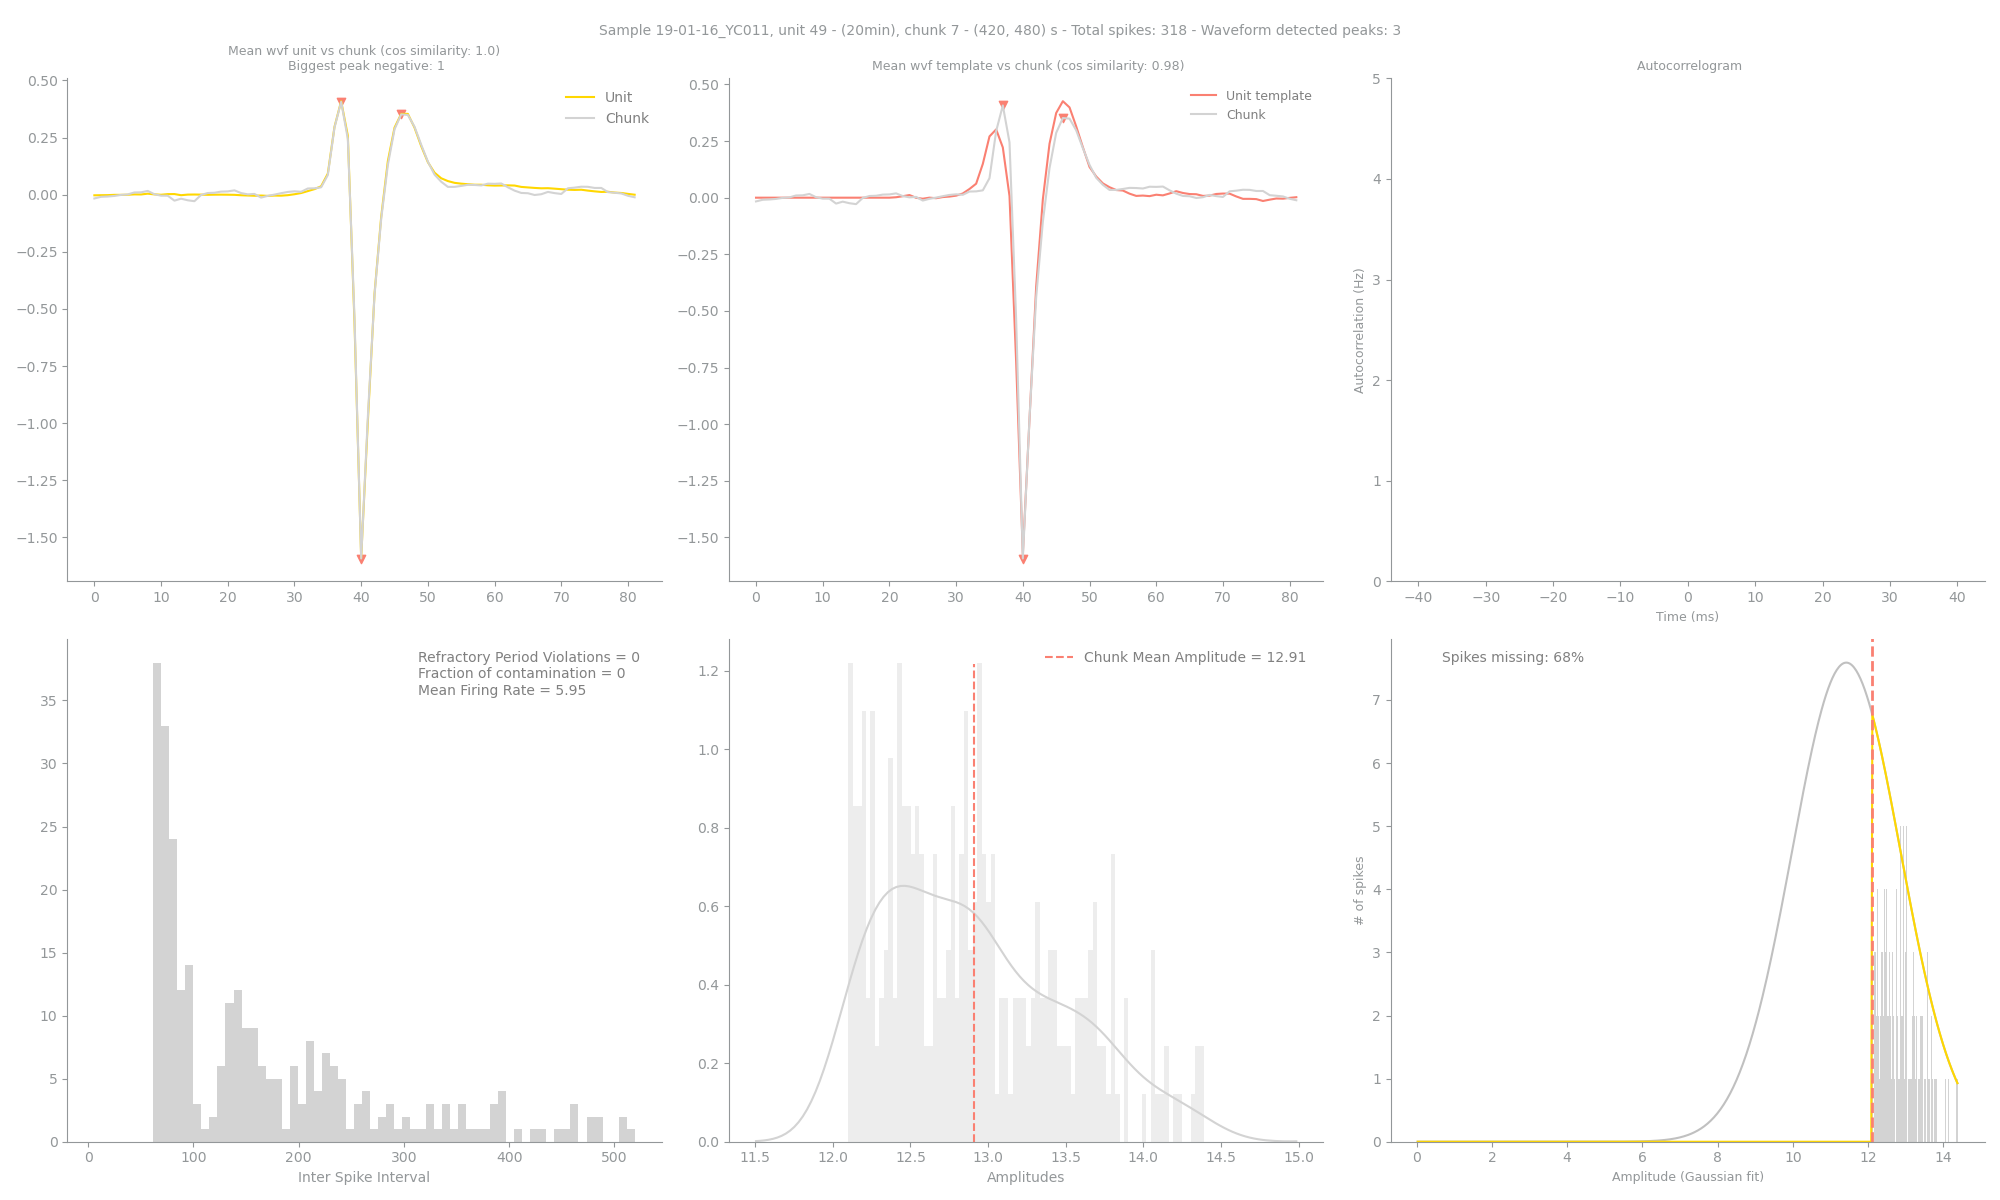 Sample 19-01-16_YC011, unit 49 - (20min), chunk 7 - (420, 480) s - Total spikes: 318 - Waveform detected peaks: 3
Mean wvf unit vs chunk (cos similarity: 1.0)
Biggest peak negative: 1
Unit
Chunk
0.50
0.25
0.00
−0.25
−0.50
−0.75
−1.00
−1.25
−1.50
0 10 20 30 40 50 60 70 80
Mean wvf template vs chunk (cos similarity: 0.98)
Unit template
Chunk
0.50
0.25
0.00
−0.25
−0.50
−0.75
−1.00
−1.25
−1.50
0 10 20 30 40 50 60 70 80
Autocorrelogram
Autocorrelation (Hz)
5
4
3
2
1
0
−40 −30 −20 −10 0 10 20 30 40
Time (ms)
Refractory Period Violations = 0
Fraction of contamination = 0
Mean Firing Rate = 5.95
35
30
25
20
15
10
5
0
0 100 200 300 400 500
Inter Spike Interval
Chunk Mean Amplitude = 12.91
1.2
1.0
0.8
0.6
0.4
0.2
0.0
11.5 12.0 12.5 13.0 13.5 14.0 14.5 15.0
Amplitudes
Spikes missing: 68%
# of spikes
7
6
5
4
3
2
1
0
0 2 4 6 8 10 12 14
Amplitude (Gaussian fit)